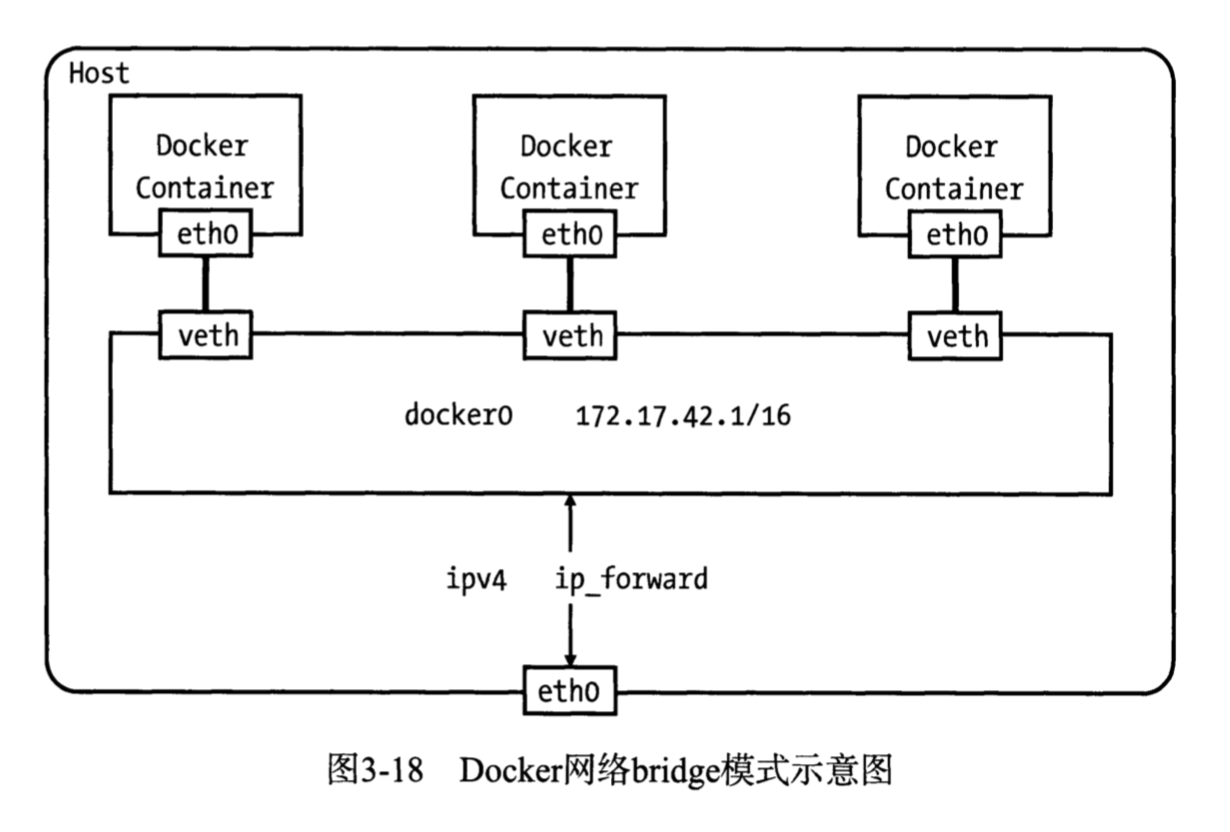 Host
Docker Docker Docker
Container Container Container
eth0 eth0 eth0
veth veth veth
docker0 172.17.42.1/16
ipv4 ip_forward
eth0
图3-18 Docker网络bridge模式示意图